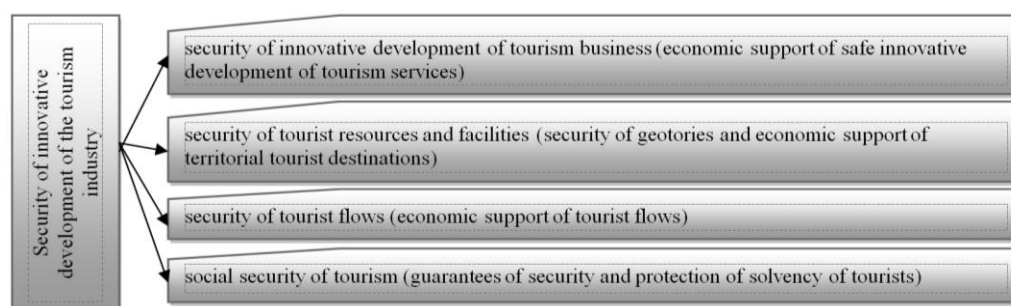 Security of innovative
development of the tourism
industry
security of innovative development of tourism business (economic support of safe innovative
development of tourism services)
security of tourist resources and facilities (security of geotories and economic support of
territorial tourist destinations)
security of tourist flows (economic support of tourist flows)
social security of tourism (guarantees of security and protection of solvency of tourists)